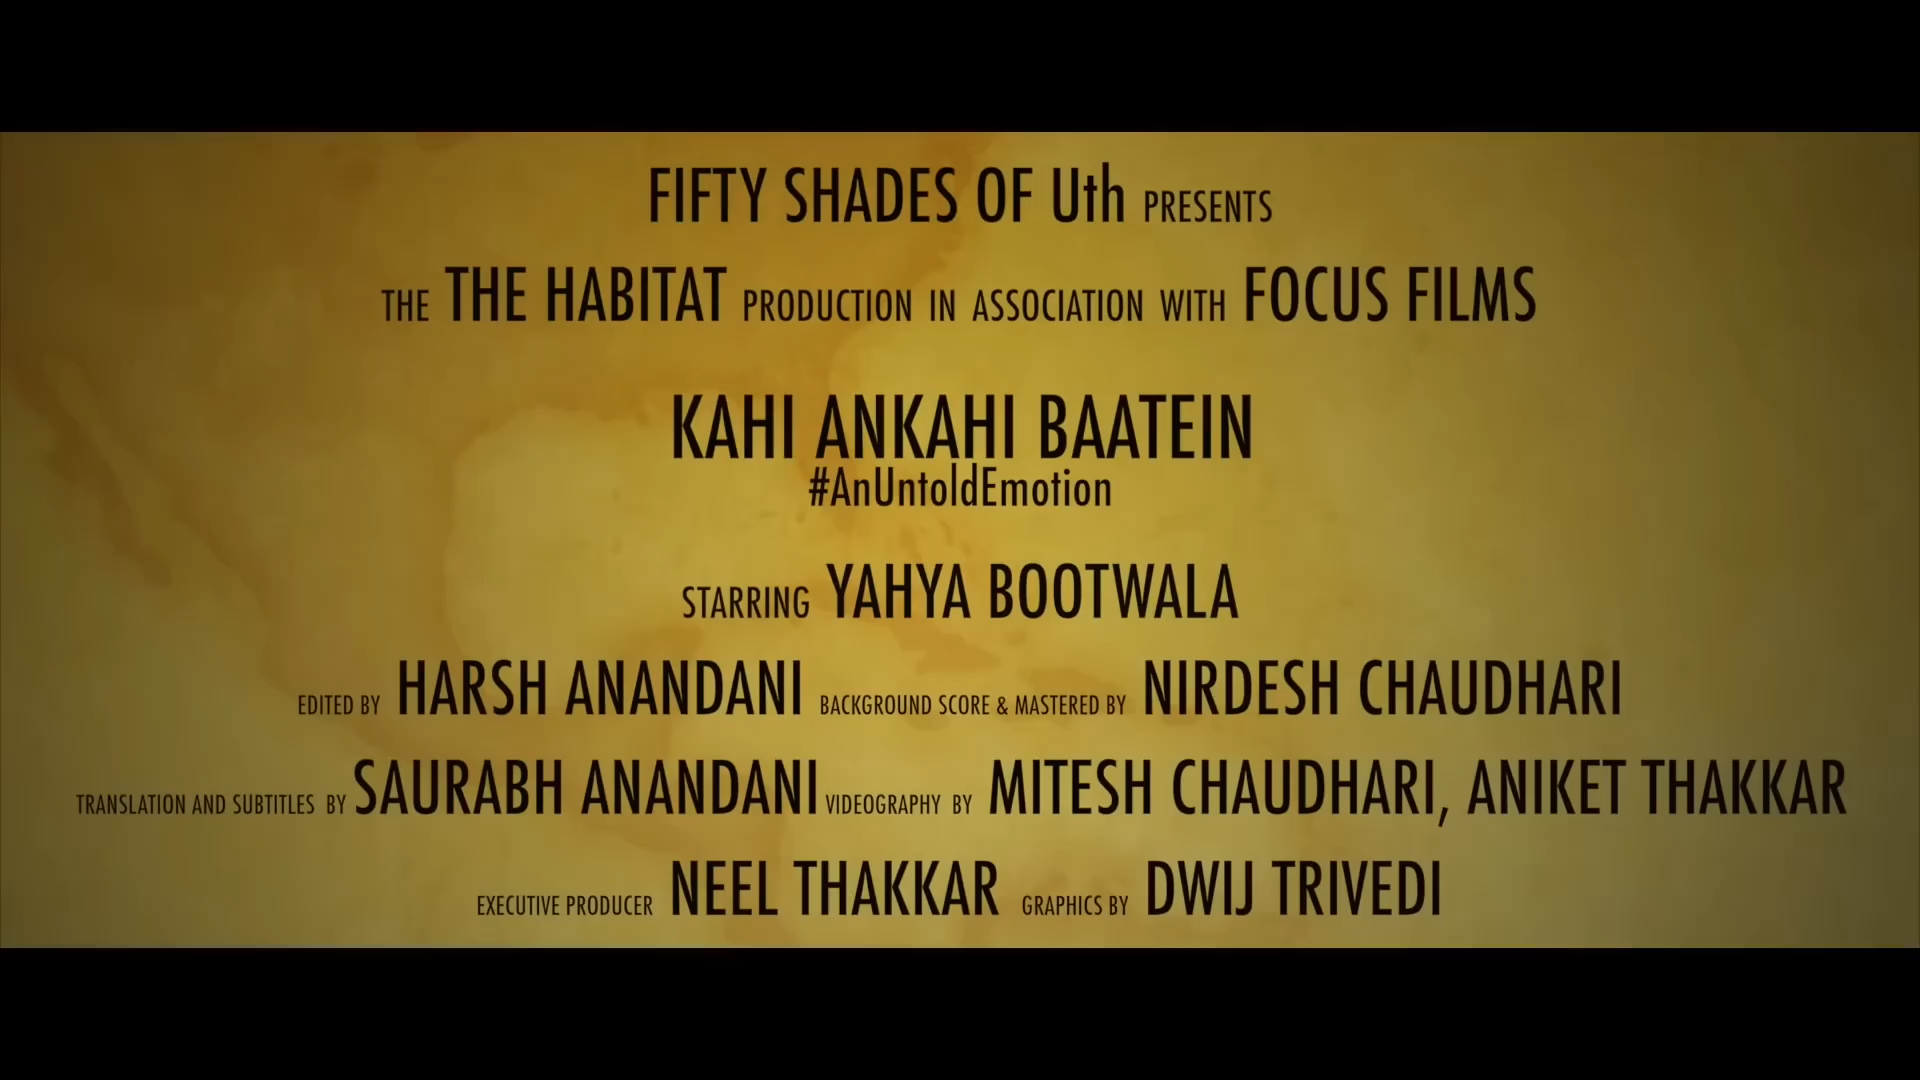 FIFTY SHADES OF Uth PRESENTS
THE THE HABITAT PRODUCTION IN ASSOCIATION WITH FOCUS FILMS
KAHI ANKAHI BAATEIN
#AnUntoldEmotion
STARRING YAHYA BOOTWALA
EDITED BY HARSH ANANDANI BACKGROUND SCORE & MASTERED BY NIRDESH CHAUDHARI
TRANSLATION AND SUBTITLES BY SAURABH ANANDANI VIDEOGRAPHY BY MITESH CHAUDHARI, ANIKET THAKKAR
EXECUTIVE PRODUCER NEEL THAKKAR GRAPHICS BY DWIJ TRIVEDI